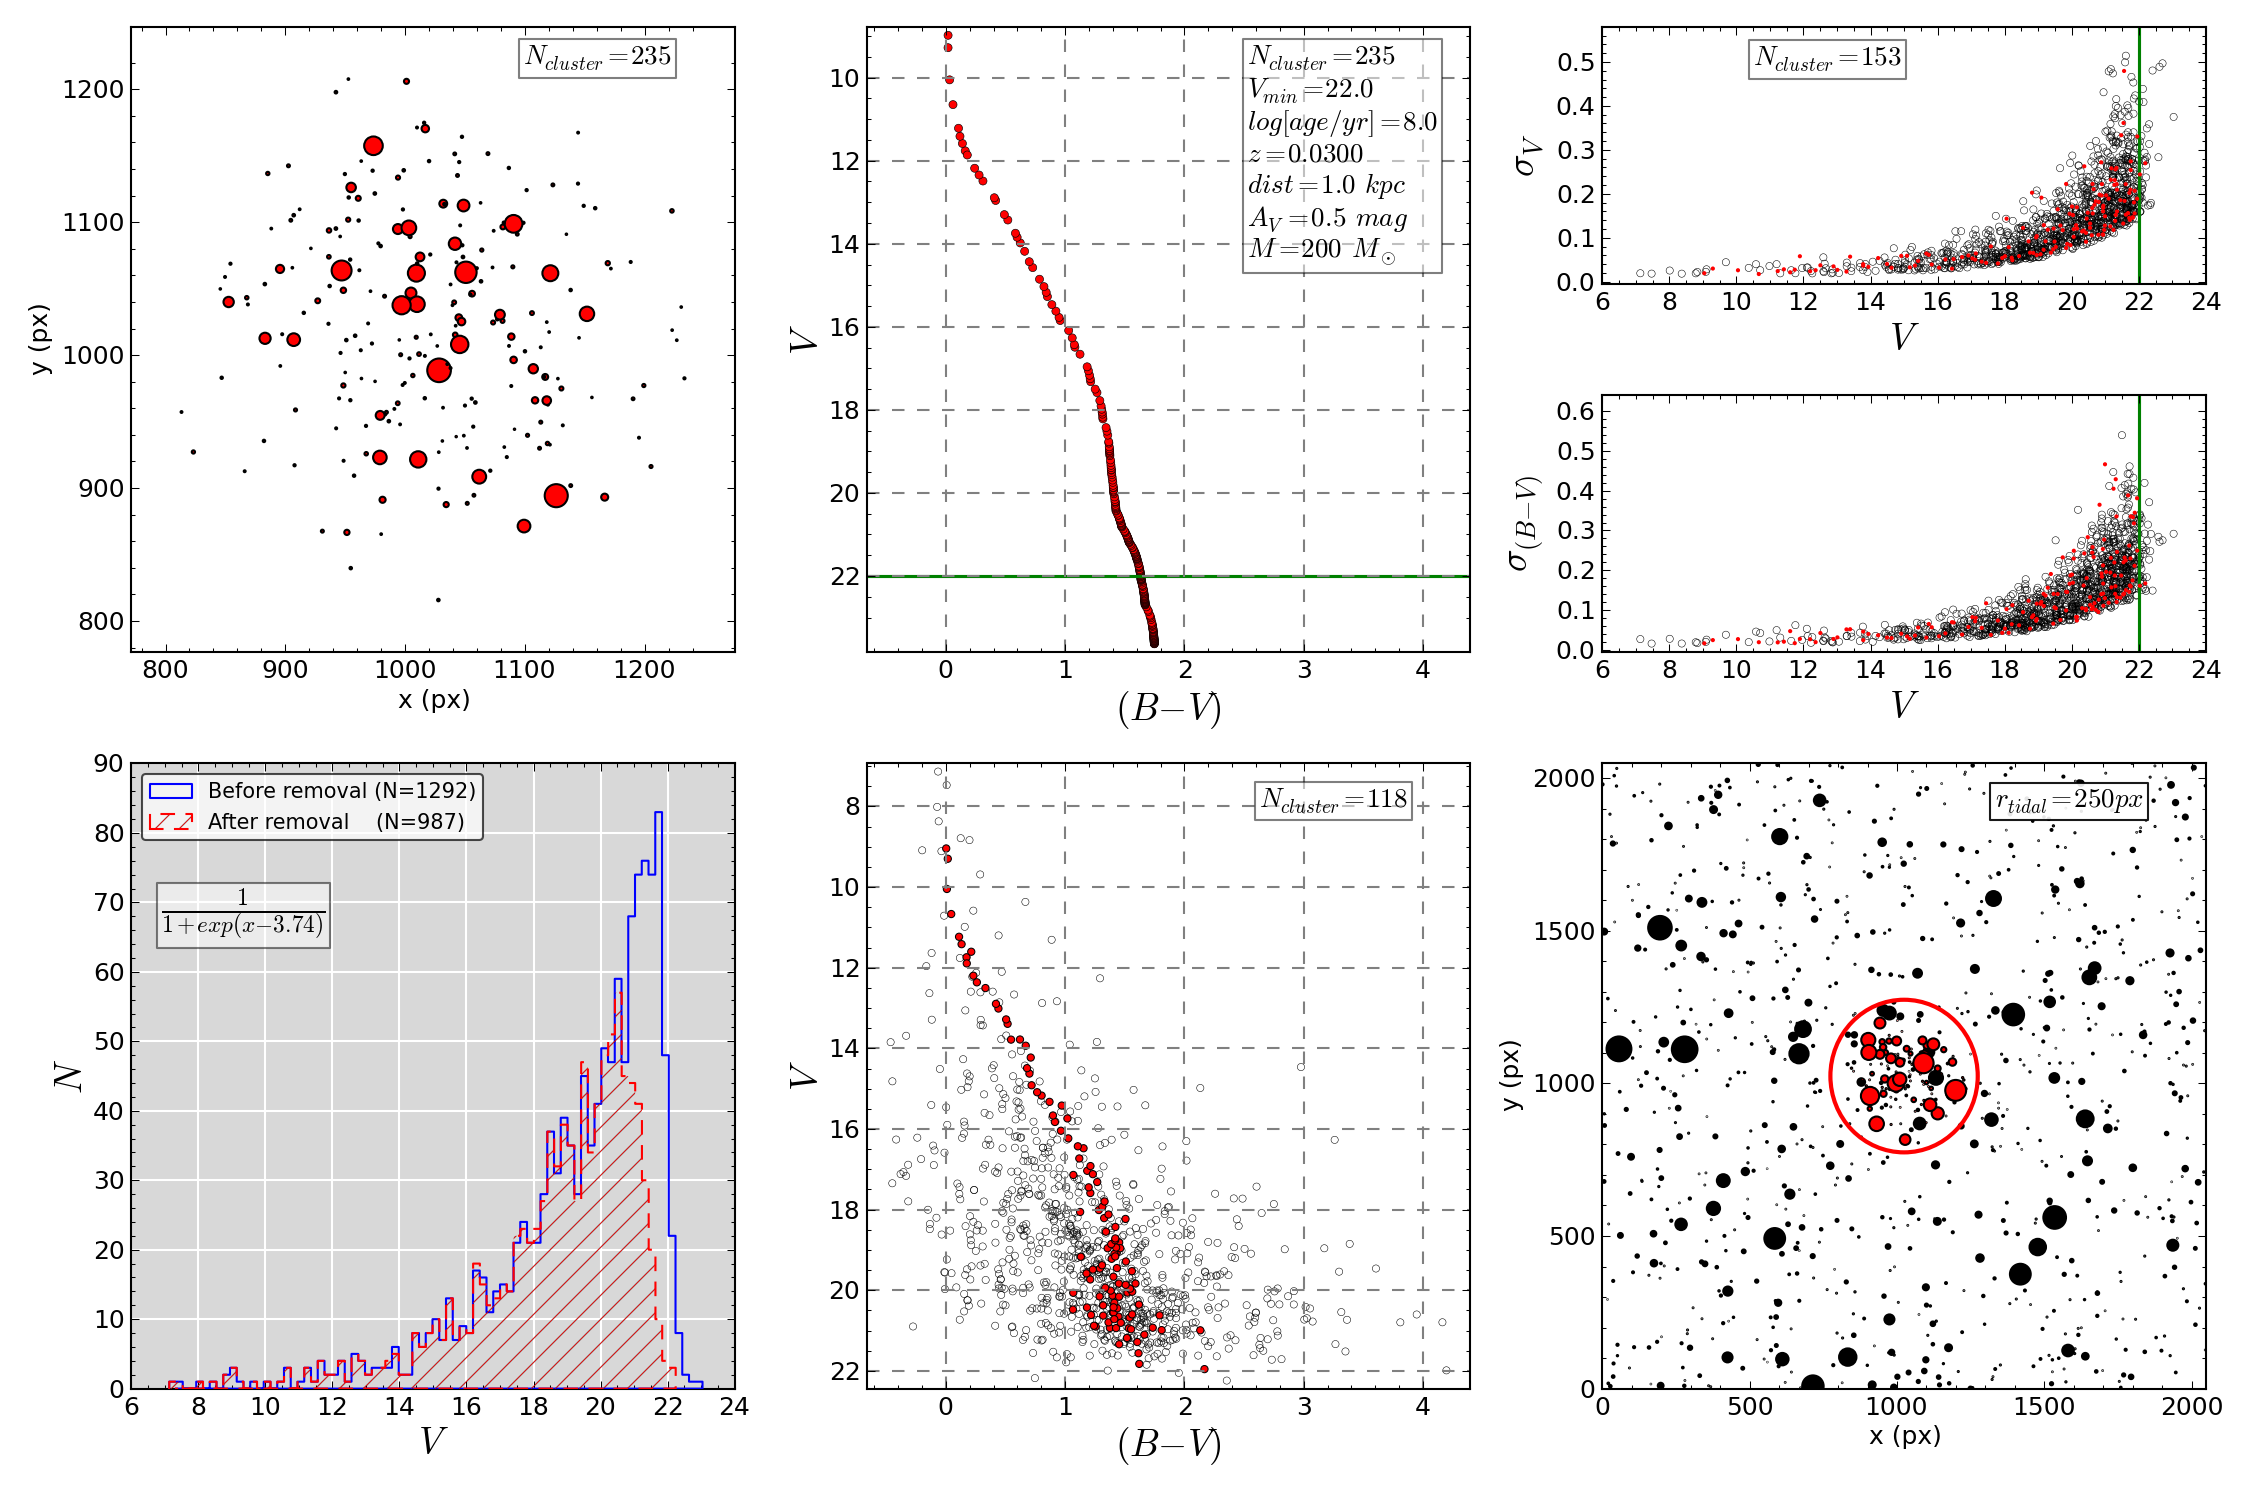 N_cluster=235
1200
1100
1000
900
800
y (px)
800 900 1000 1100 1200
x (px)
N_cluster=235
V_min=22.0
log[age/yr]=8.0
z=0.0300
dist=1.0 kpc
A_V=0.5 mag
M=200 M_⊙
10
12
14
16
18
20
22
V
0 1 2 3 4
(B−V)
N_cluster=153
0.5
0.4
0.3
0.2
0.1
0.0
σ_V
6 8 10 12 14 16 18 20 22 24
V
0.6
0.5
0.4
0.3
0.2
0.1
0.0
σ_(B−V)
6 8 10 12 14 16 18 20 22 24
V
90
80
70
60
50
40
30
20
10
0
N
Before removal (N=1292)
After removal (N=987)
1
1+exp(x−3.74)
6 8 10 12 14 16 18 20 22 24
V
N_cluster=118
8
10
12
14
16
18
20
22
V
0 1 2 3 4
(B−V)
r_tidal=250px
2000
1500
1000
500
0
y (px)
0 500 1000 1500 2000
x (px)